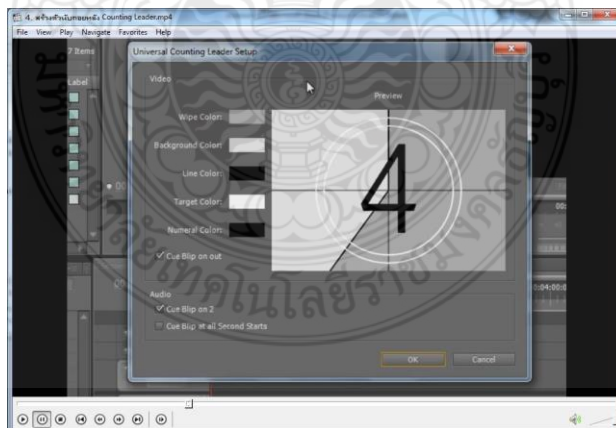 4. สร้างตัวนับถอยหลัง Counting Leader.mp4
File View Play Navigate Favorites Help
7 Items
Label
Universal Counting Leader Setup
Video
Preview
Wipe Color:
Background Color:
Line Color:
Target Color:
Numeral Color:
4
Cue Blip on out
Audio
Cue Blip on 2
Cue Blip at all Second Starts
OK
Cancel